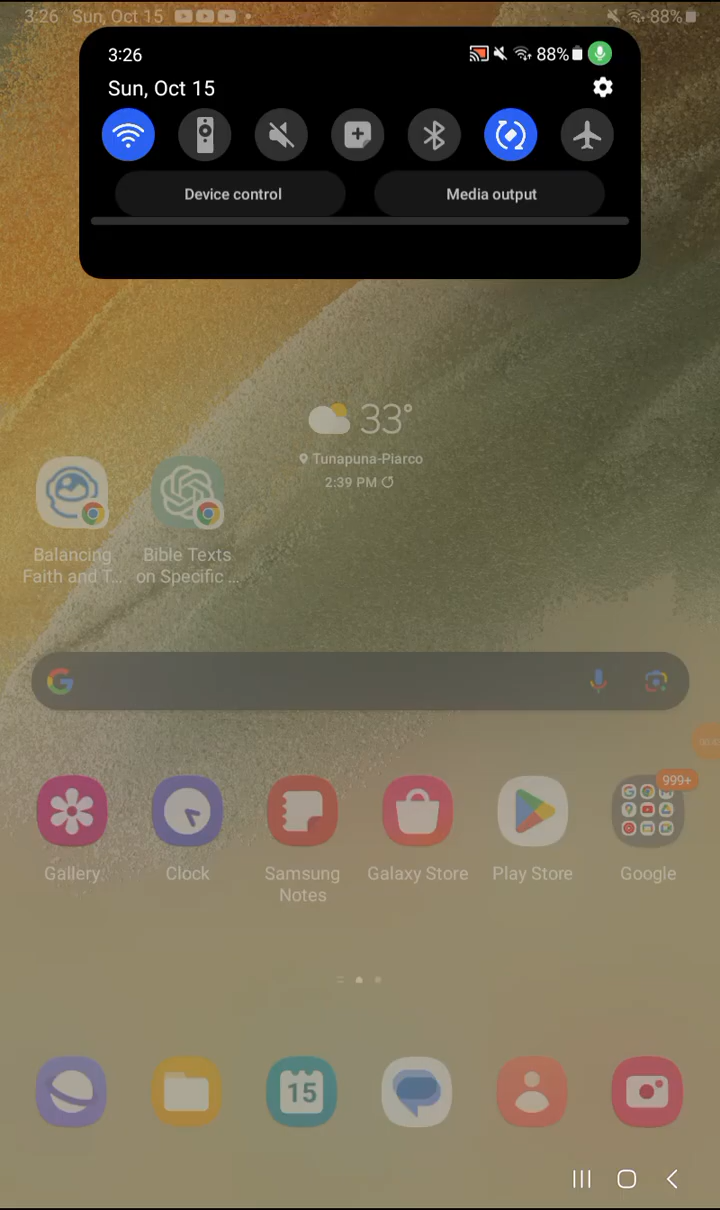 3:26 Sun, Oct 15 88%
3:26 88%
Sun, Oct 15
Device control Media output
33°
Tunapuna-Piarco
2:39 PM
Balancing Bible Texts
Faith and T... on Specific ...
999+
Gallery Clock Samsung Galaxy Store Play Store Google
Notes
15